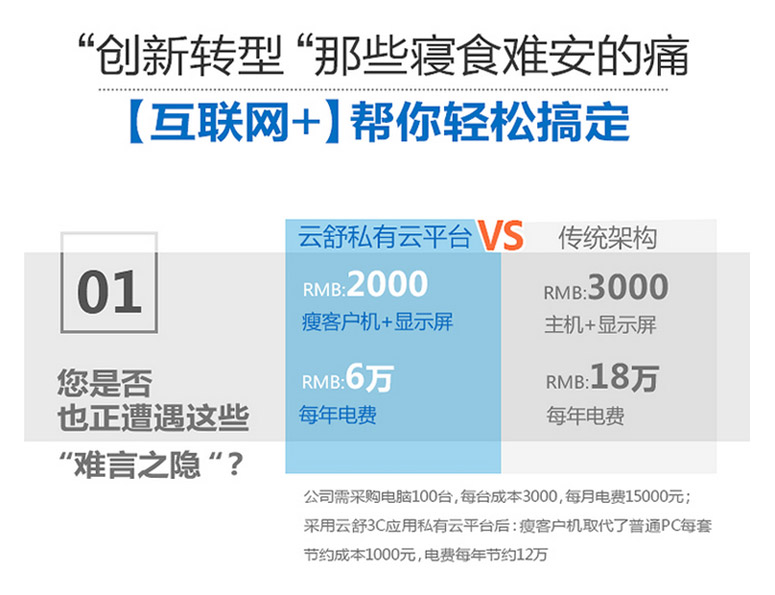 “创新转型 “那些寝食难安的痛
【互联网+】帮你轻松搞定
01
您是否
也正遭遇这些
“难言之隐“?
云舒私有云平台 VS 传统架构
RMB:2000 RMB:3000
瘦客户机+显示屏 主机+显示屏
RMB:6万 RMB:18万
每年电费 每年电费
公司需采购电脑100台,每台成本3000,每月电费15000元;
采用云舒3C应用私有云平台后:瘦客户机取代了普通PC每套
节约成本1000元,电费每年节约12万